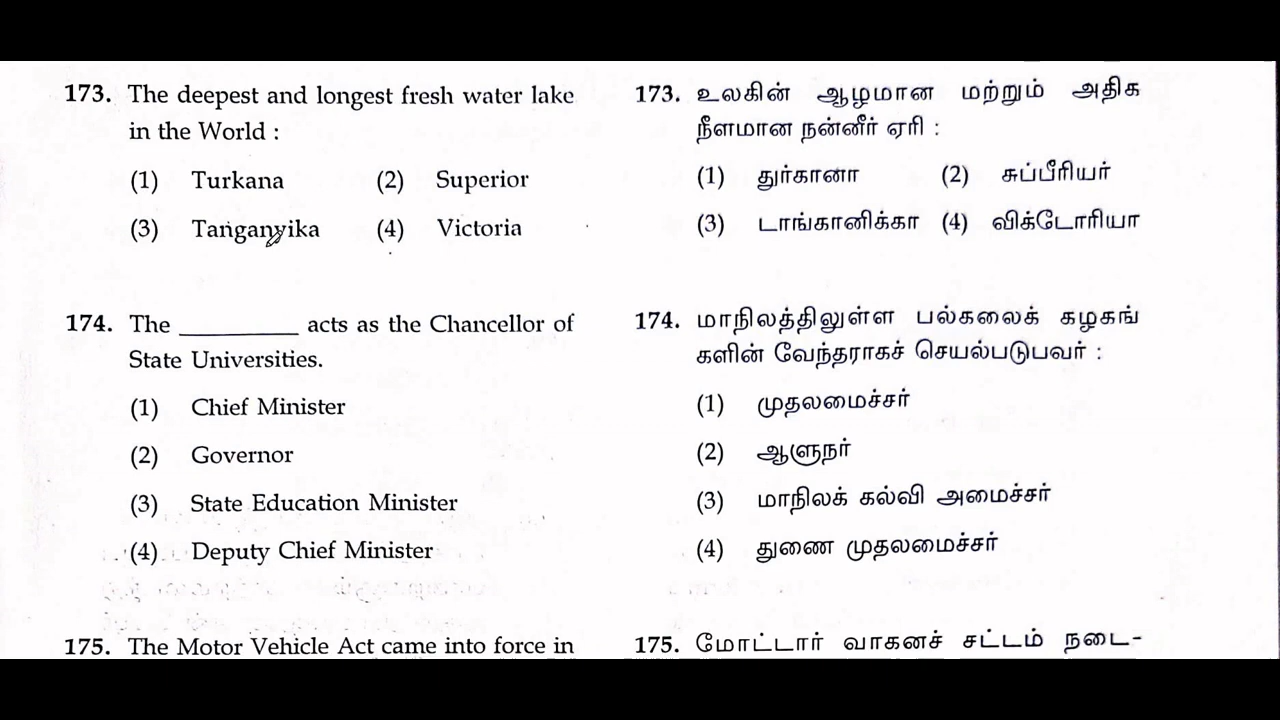 173. The deepest and longest fresh water lake
in the World :
(1) Turkana (2) Superior
(3) Tanganyika (4) Victoria
174. The __________ acts as the Chancellor of
State Universities.
(1) Chief Minister
(2) Governor
(3) State Education Minister
(4) Deputy Chief Minister
175. The Motor Vehicle Act came into force in
173. உலகின் ஆழமான மற்றும் அதிக
நீளமான நன்னீர் ஏரி :
(1) துர்கானா (2) சுப்பீரியர்
(3) டாங்கானிக்கா (4) விக்டோரியா
174. மாநிலத்திலுள்ள பல்கலைக் கழகங்
களின் வேந்தராகச் செயல்படுபவர் :
(1) முதலமைச்சர்
(2) ஆளுநர்
(3) மாநிலக் கல்வி அமைச்சர்
(4) துணை முதலமைச்சர்
175. மோட்டார் வாகனச் சட்டம் நடை-